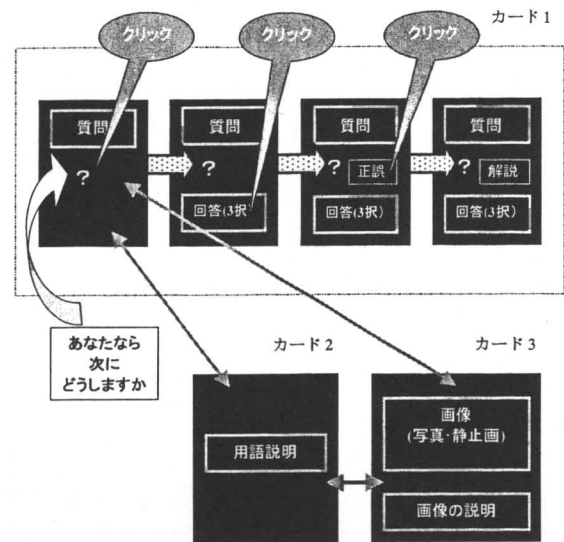 カード1
クリック
クリック
クリック
質問
?
質問
?
回答(3択)
質問
?
正誤
回答(3択)
質問
?
解説
回答(3択)
あなたなら
次に
どうしますか
カード2
用語説明
カード3
画像
(写真・静止画)
画像の説明